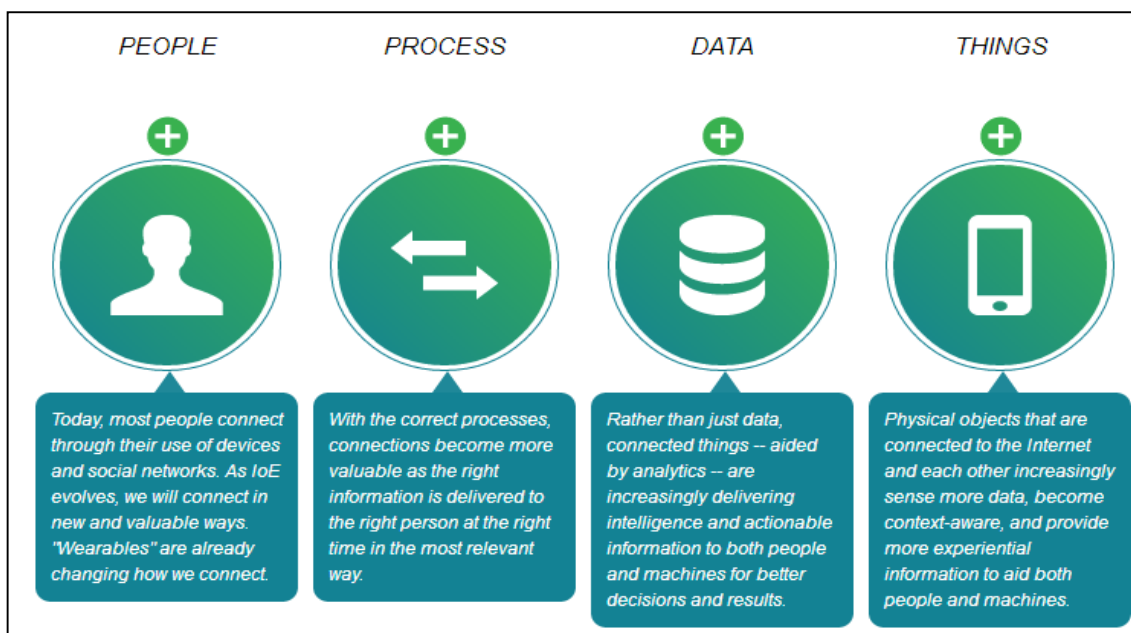 PEOPLE
PROCESS
DATA
THINGS
Today, most people connect
through their use of devices
and social networks. As IoE
evolves, we will connect in
new and valuable ways.
"Wearables" are already
changing how we connect.
With the correct processes,
connections become more
valuable as the right
information is delivered to
the right person at the right
time in the most relevant
way.
Rather than just data,
connected things -- aided
by analytics -- are
increasingly delivering
intelligence and actionable
information to both people
and machines for better
decisions and results.
Physical objects that are
connected to the Internet
and each other increasingly
sense more data, become
context-aware, and provide
more experiential
information to aid both
people and machines.